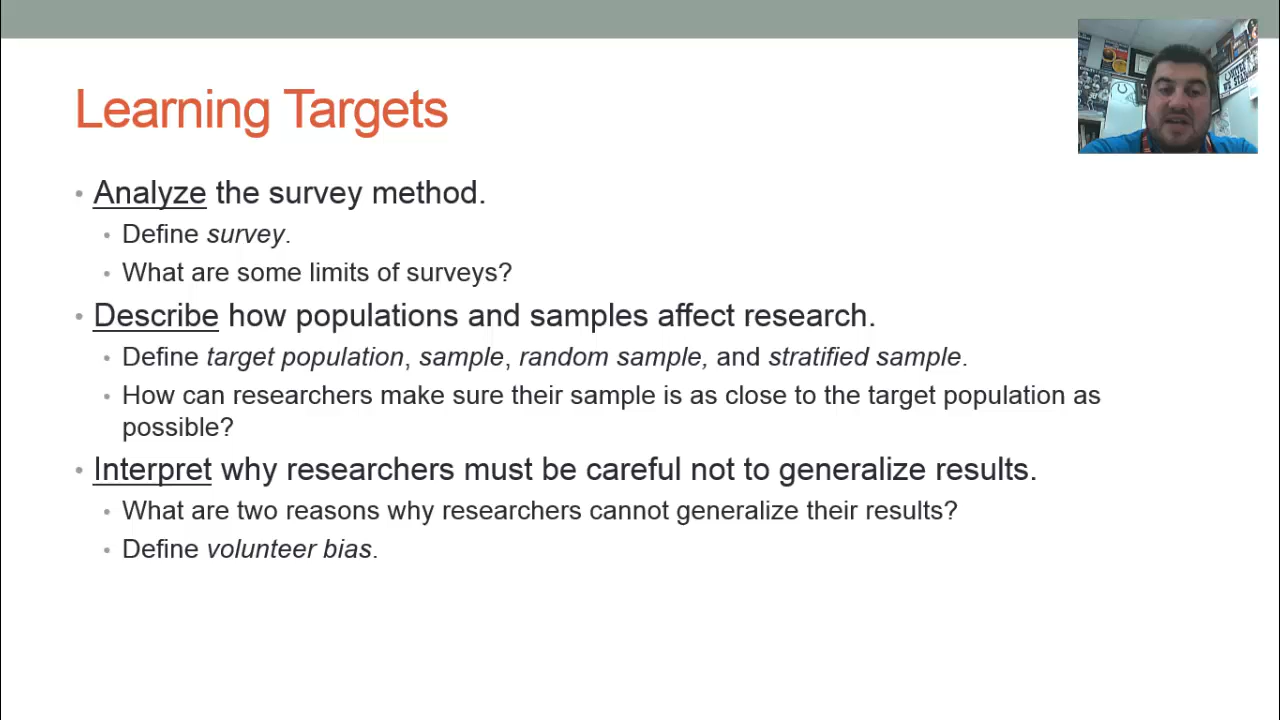 Learning Targets
• Analyze the survey method.
• Define survey.
• What are some limits of surveys?
• Describe how populations and samples affect research.
• Define target population, sample, random sample, and stratified sample.
• How can researchers make sure their sample is as close to the target population as
possible?
• Interpret why researchers must be careful not to generalize results.
• What are two reasons why researchers cannot generalize their results?
• Define volunteer bias.